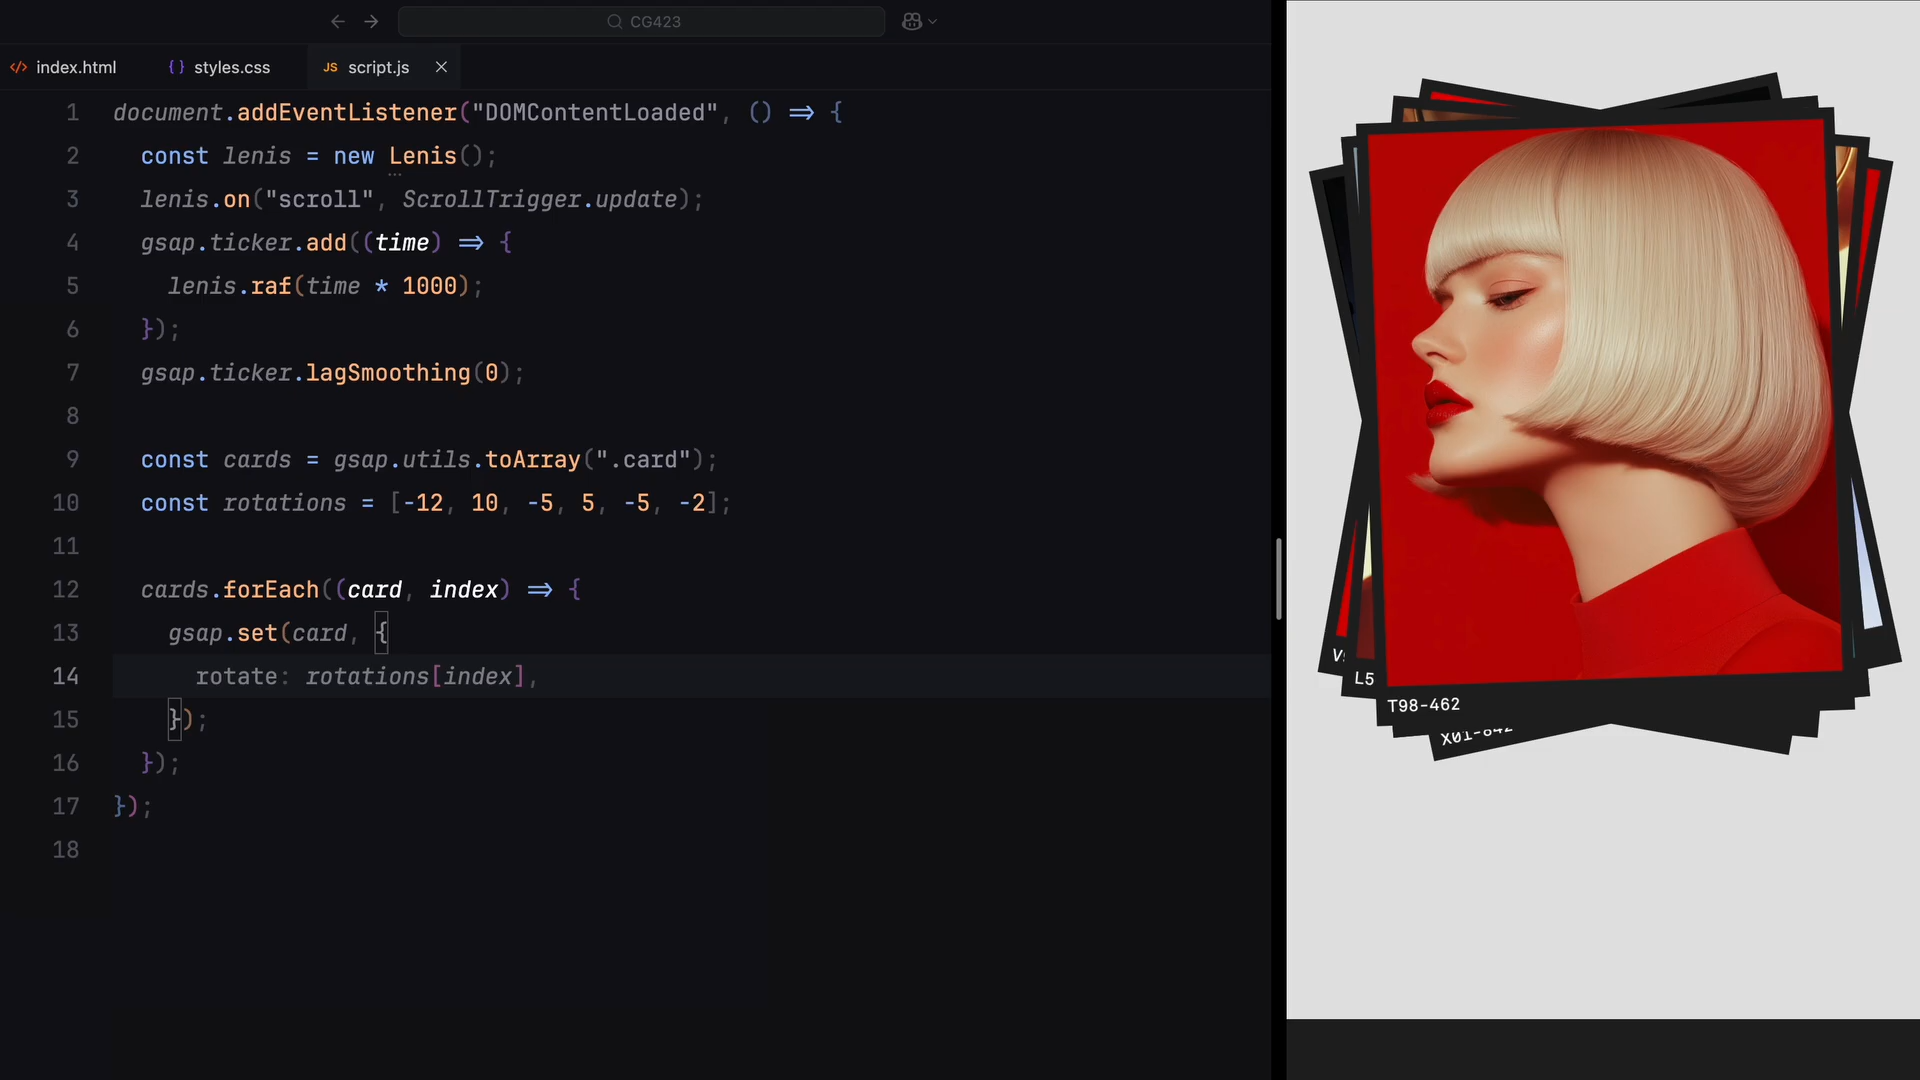 CG423
index.html
styles.css
JS script.js
1 document.addEventListener("DOMContentLoaded", () => {
2 const lenis = new Lenis();
3 lenis.on("scroll", ScrollTrigger.update);
4 gsap.ticker.add((time) => {
5 lenis.raf(time * 1000);
6 });
7 gsap.ticker.lagSmoothing(0);
8
9 const cards = gsap.utils.toArray(".card");
10 const rotations = [-12, 10, -5, 5, -5, -2];
11
12 cards.forEach((card, index) => {
13 gsap.set(card, {
14 rotate: rotations[index],
15 });
16 });
17 });
18
L5
T98-462